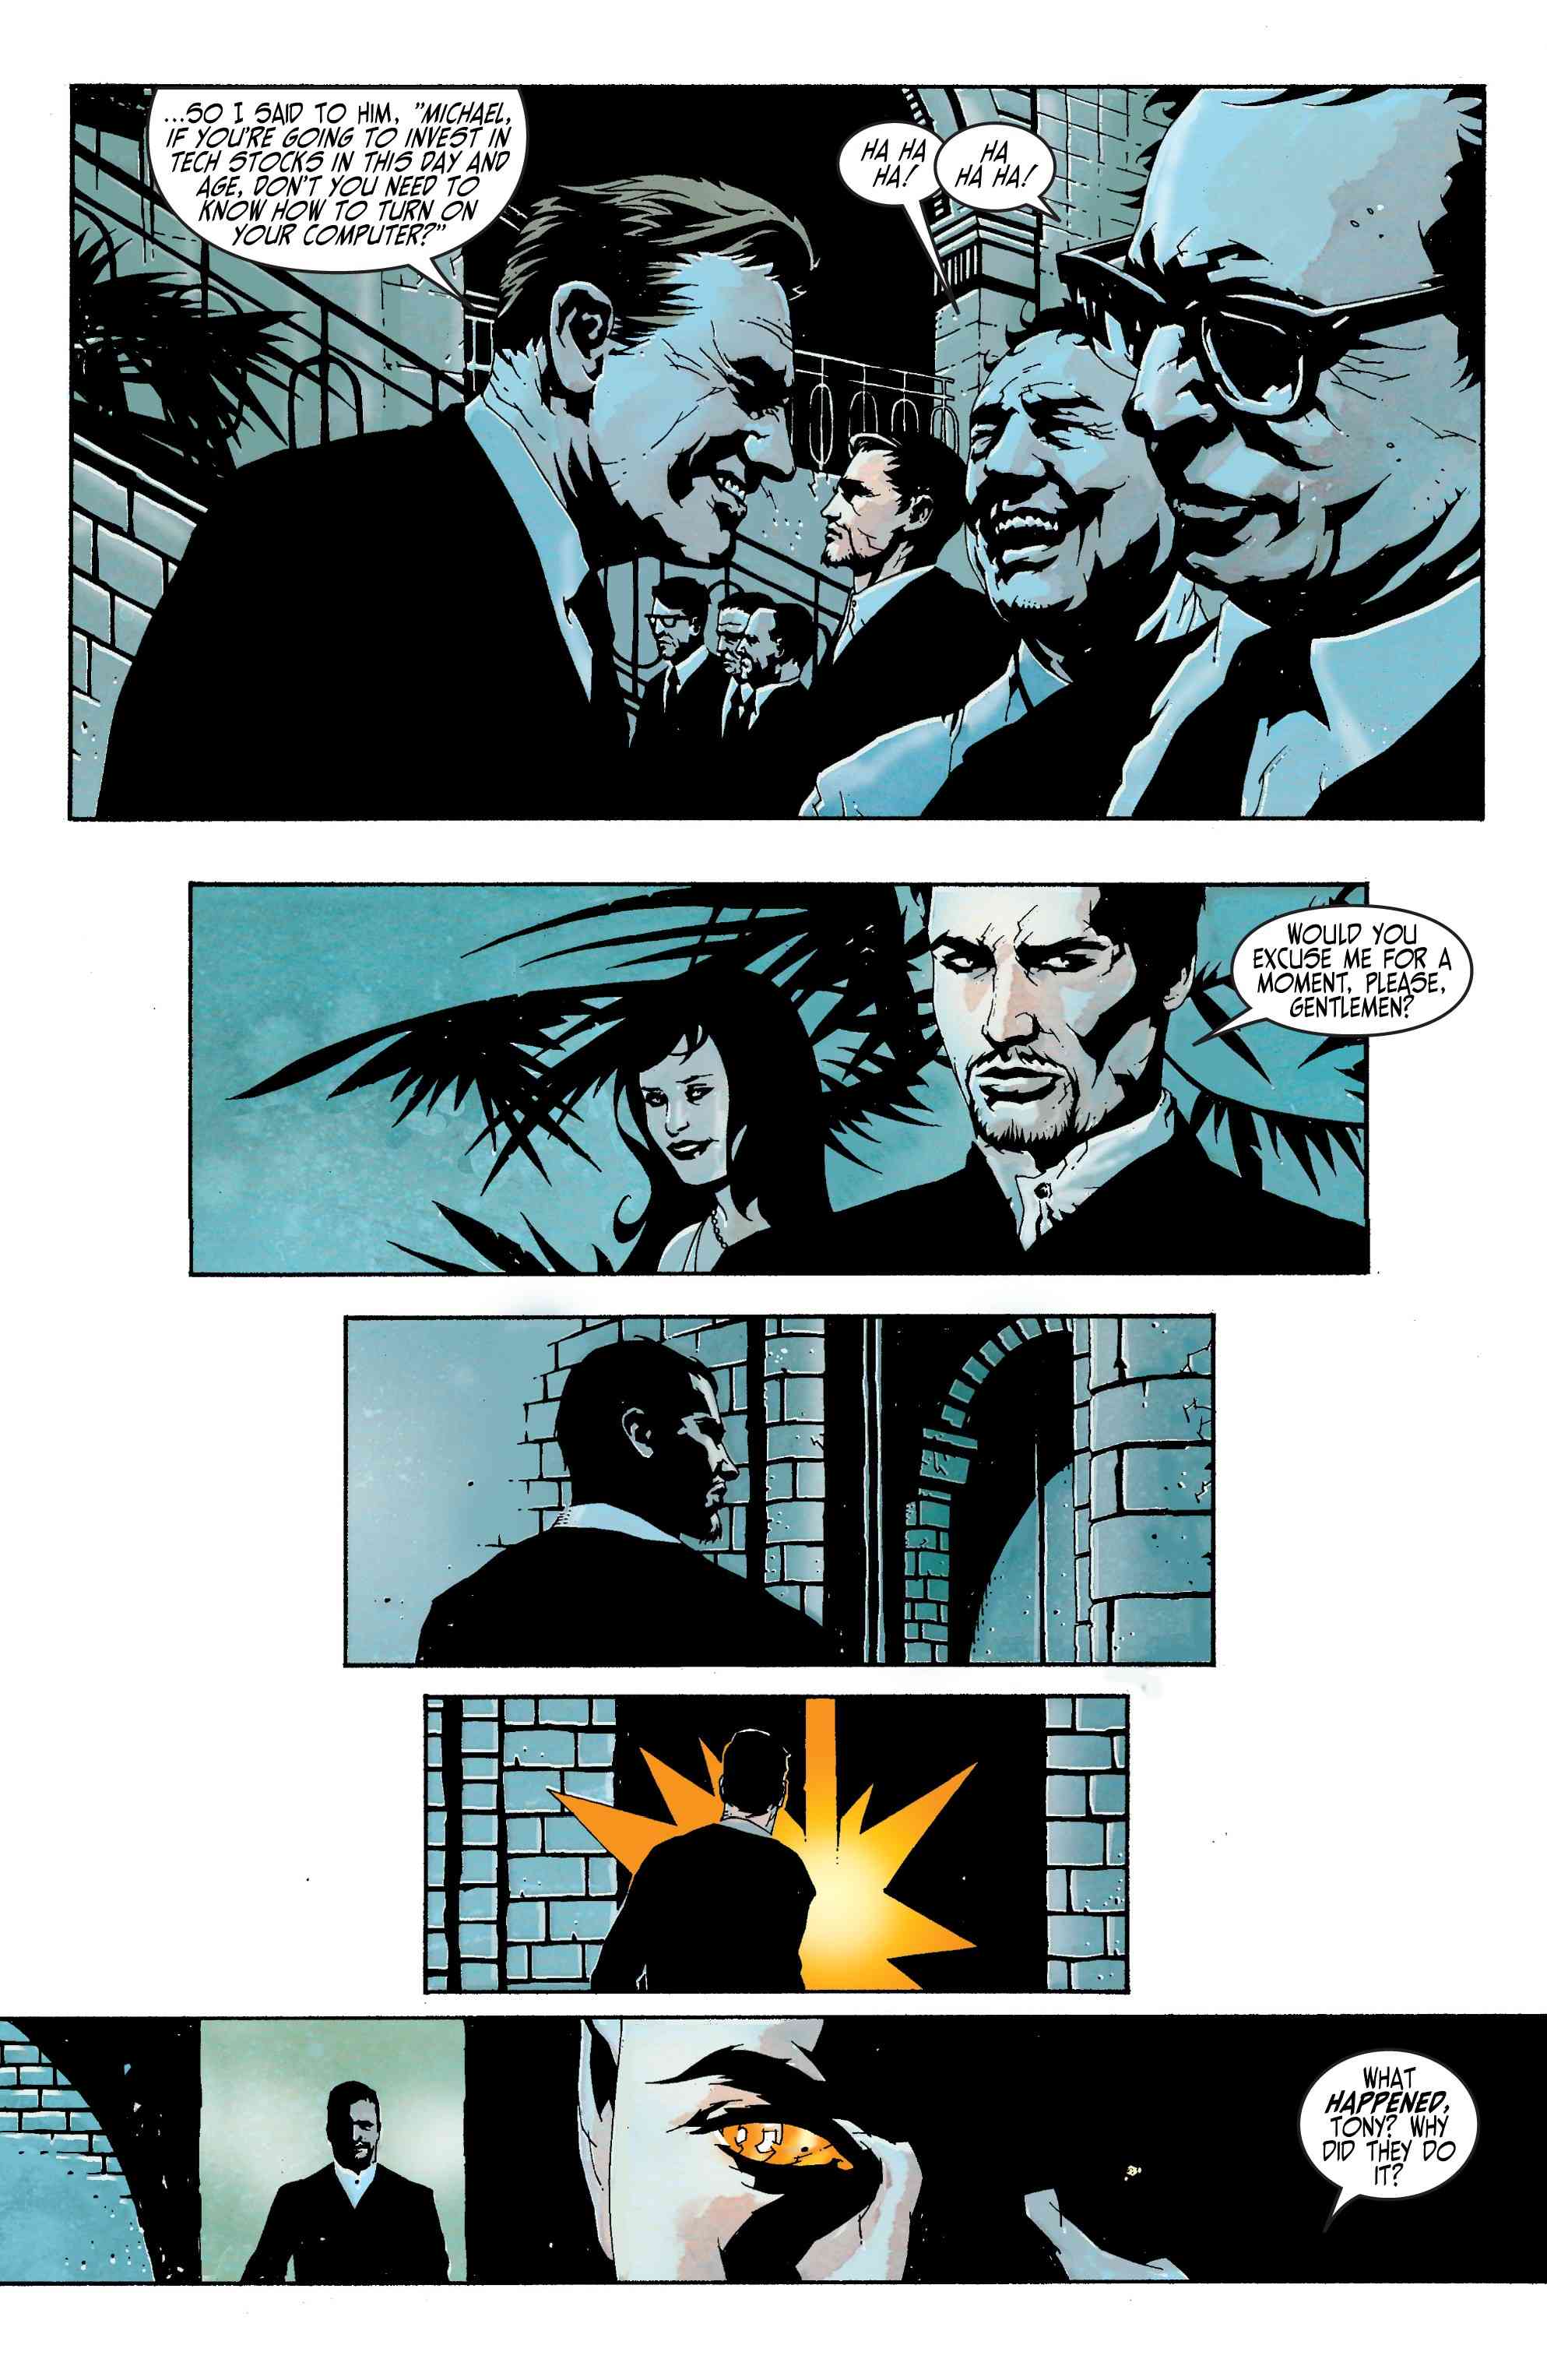 ...SO I SAID TO HIM, "MICHAEL,
IF YOU'RE GOING TO INVEST IN
TECH STOCKS IN THIS DAY AND
AGE, DON'T YOU NEED TO
KNOW HOW TO TURN ON
YOUR COMPUTER?"
HA HA
HA!
HA
HA HA!
WOULD YOU
EXCUSE ME FOR A
MOMENT, PLEASE,
GENTLEMEN?
WHAT
HAPPENED,
TONY? WHY
DID THEY DO
IT?